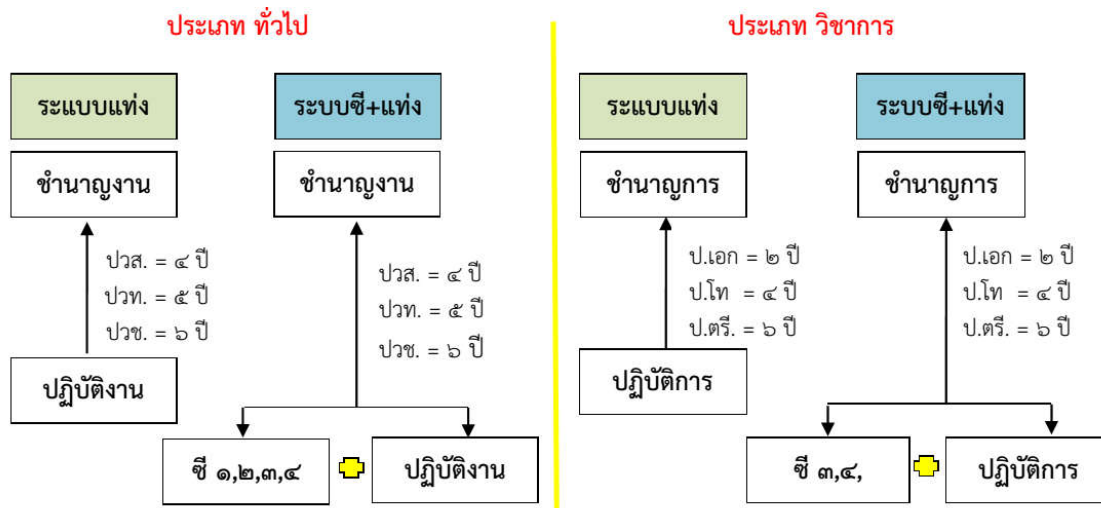 ประเภท ทั่วไป
ระแบบแท่ง
ระบบซี+แท่ง
ชำนาญงาน
ชำนาญงาน
ปวส. = ๔ ปี
ปวท. = ๕ ปี
ปวช. = ๖ ปี
ปวส. = ๔ ปี
ปวท. = ๕ ปี
ปวช. = ๖ ปี
ปฏิบัติงาน
ซี ๑,๒,๓,๔
ปฏิบัติงาน
ประเภท วิชาการ
ระแบบแท่ง
ระบบซี+แท่ง
ชำนาญการ
ชำนาญการ
ป.เอก = ๒ ปี
ป.โท = ๔ ปี
ป.ตรี. = ๖ ปี
ป.เอก = ๒ ปี
ป.โท = ๔ ปี
ป.ตรี. = ๖ ปี
ปฏิบัติการ
ซี ๓,๔,
ปฏิบัติการ